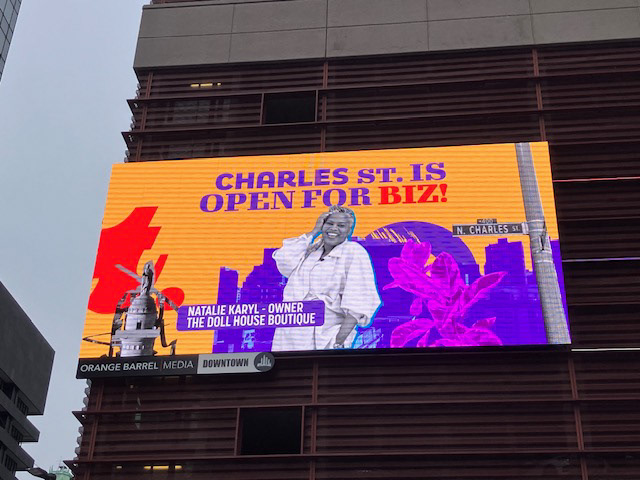 CHARLES ST. IS
OPEN FOR BIZ!
N. CHARLES ST.
t.
NATALIE KARYL - OWNER
THE DOLL HOUSE BOUTIQUE
ORANGE BARREL MEDIA DOWNTOWN